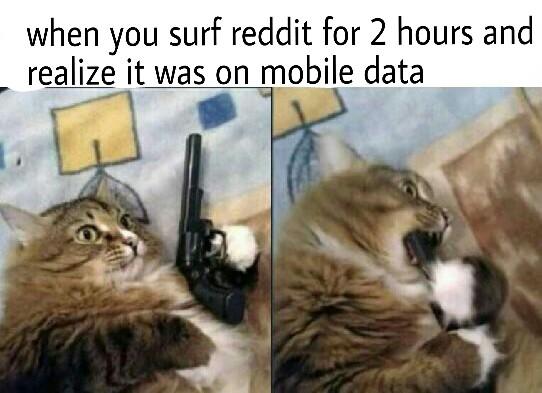 when you surf reddit for 2 hours and
realize it was on mobile data